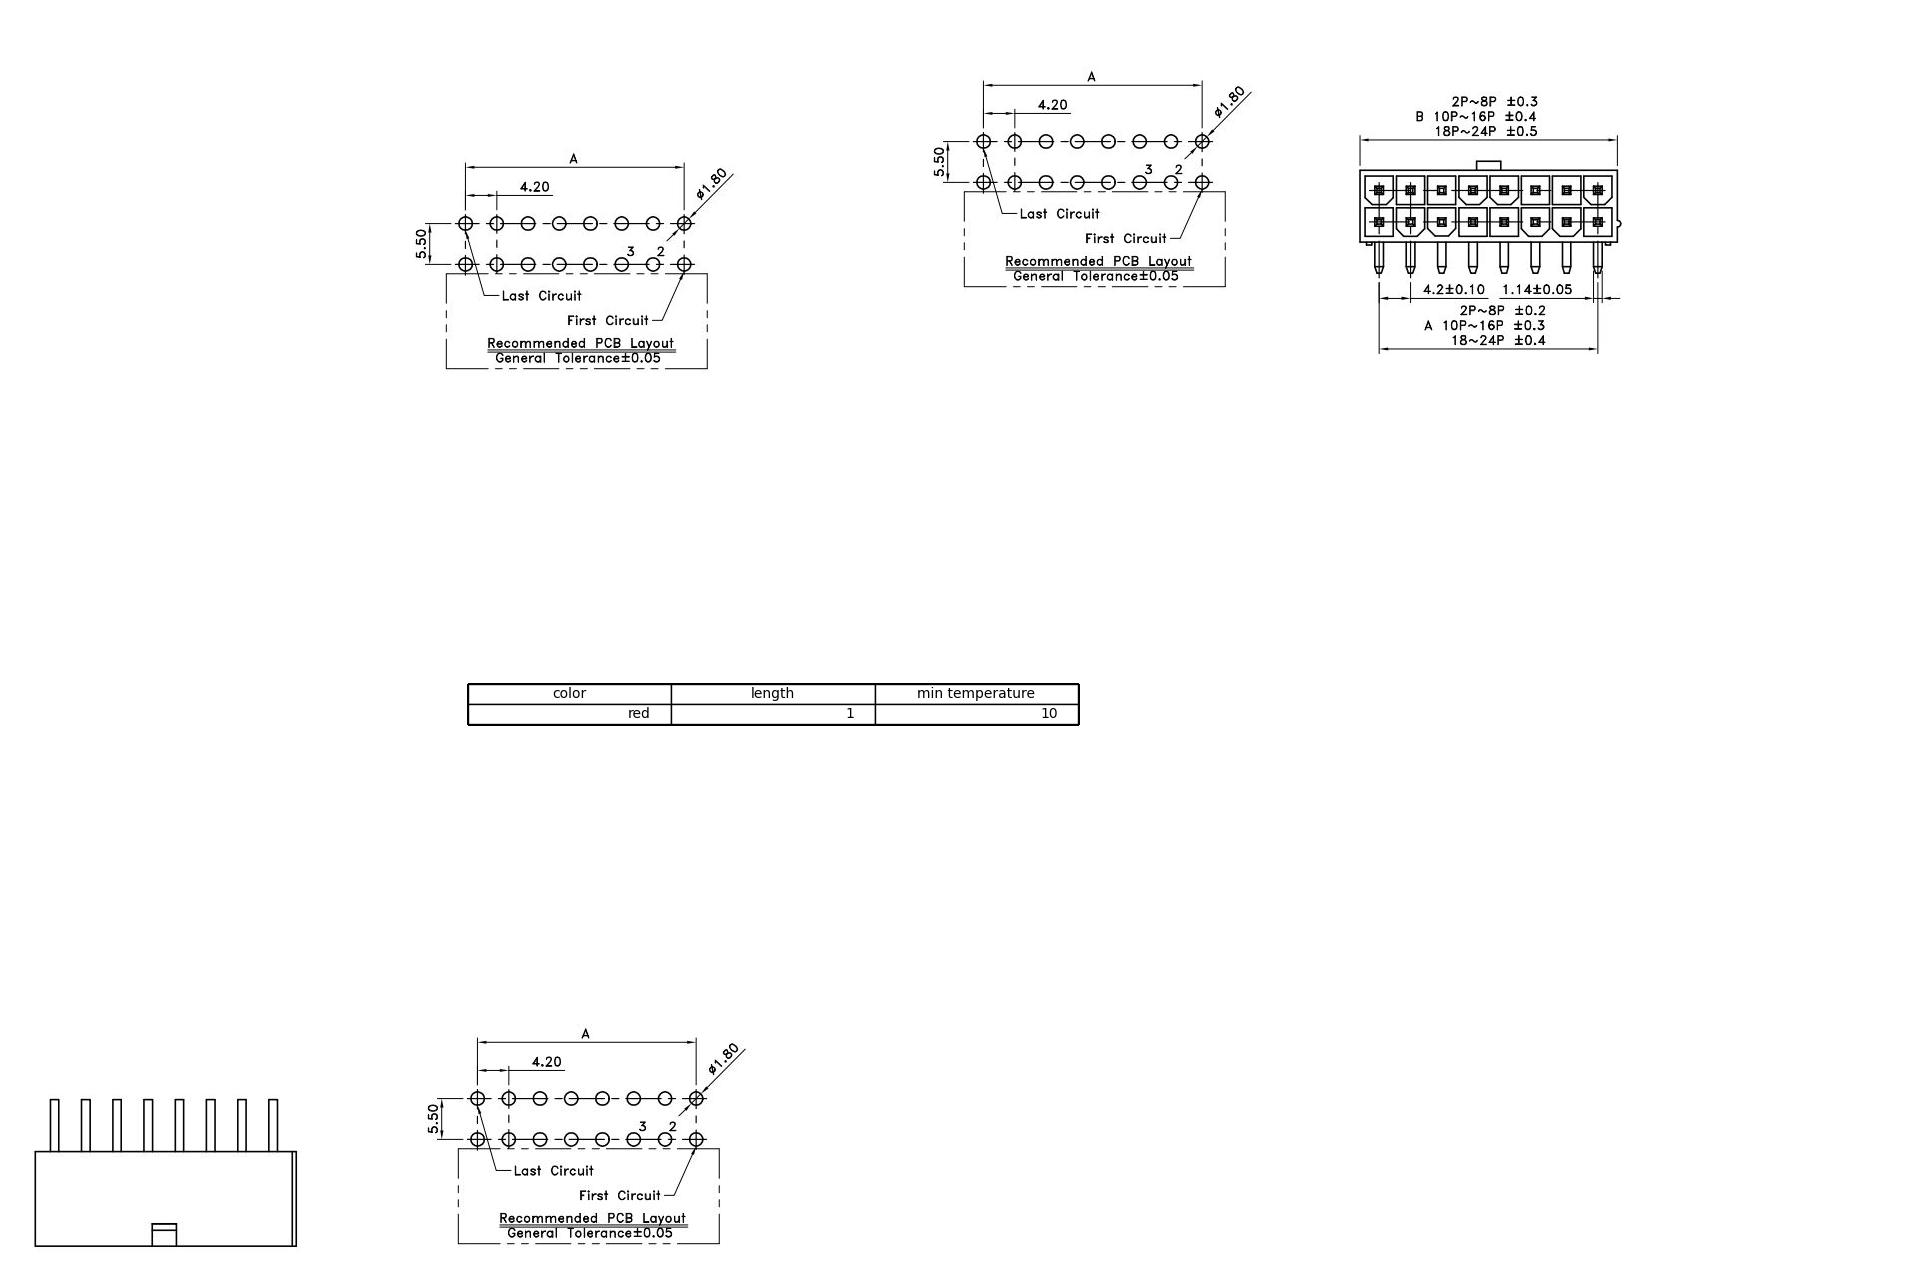 A
4.20
ø1.80
5.50
3 2
Last Circuit
First Circuit
Recommended PCB Layout
General Tolerance±0.05
A
4.20
ø1.80
5.50
3 2
Last Circuit
First Circuit
Recommended PCB Layout
General Tolerance±0.05
2P~8P ±0.3
B 10P~16P ±0.4
18P~24P ±0.5
4.2±0.10 1.14±0.05
2P~8P ±0.2
A 10P~16P ±0.3
18~24P ±0.4
color length min temperature
red 1 10
A
4.20
ø1.80
5.50
3 2
Last Circuit
First Circuit
Recommended PCB Layout
General Tolerance±0.05